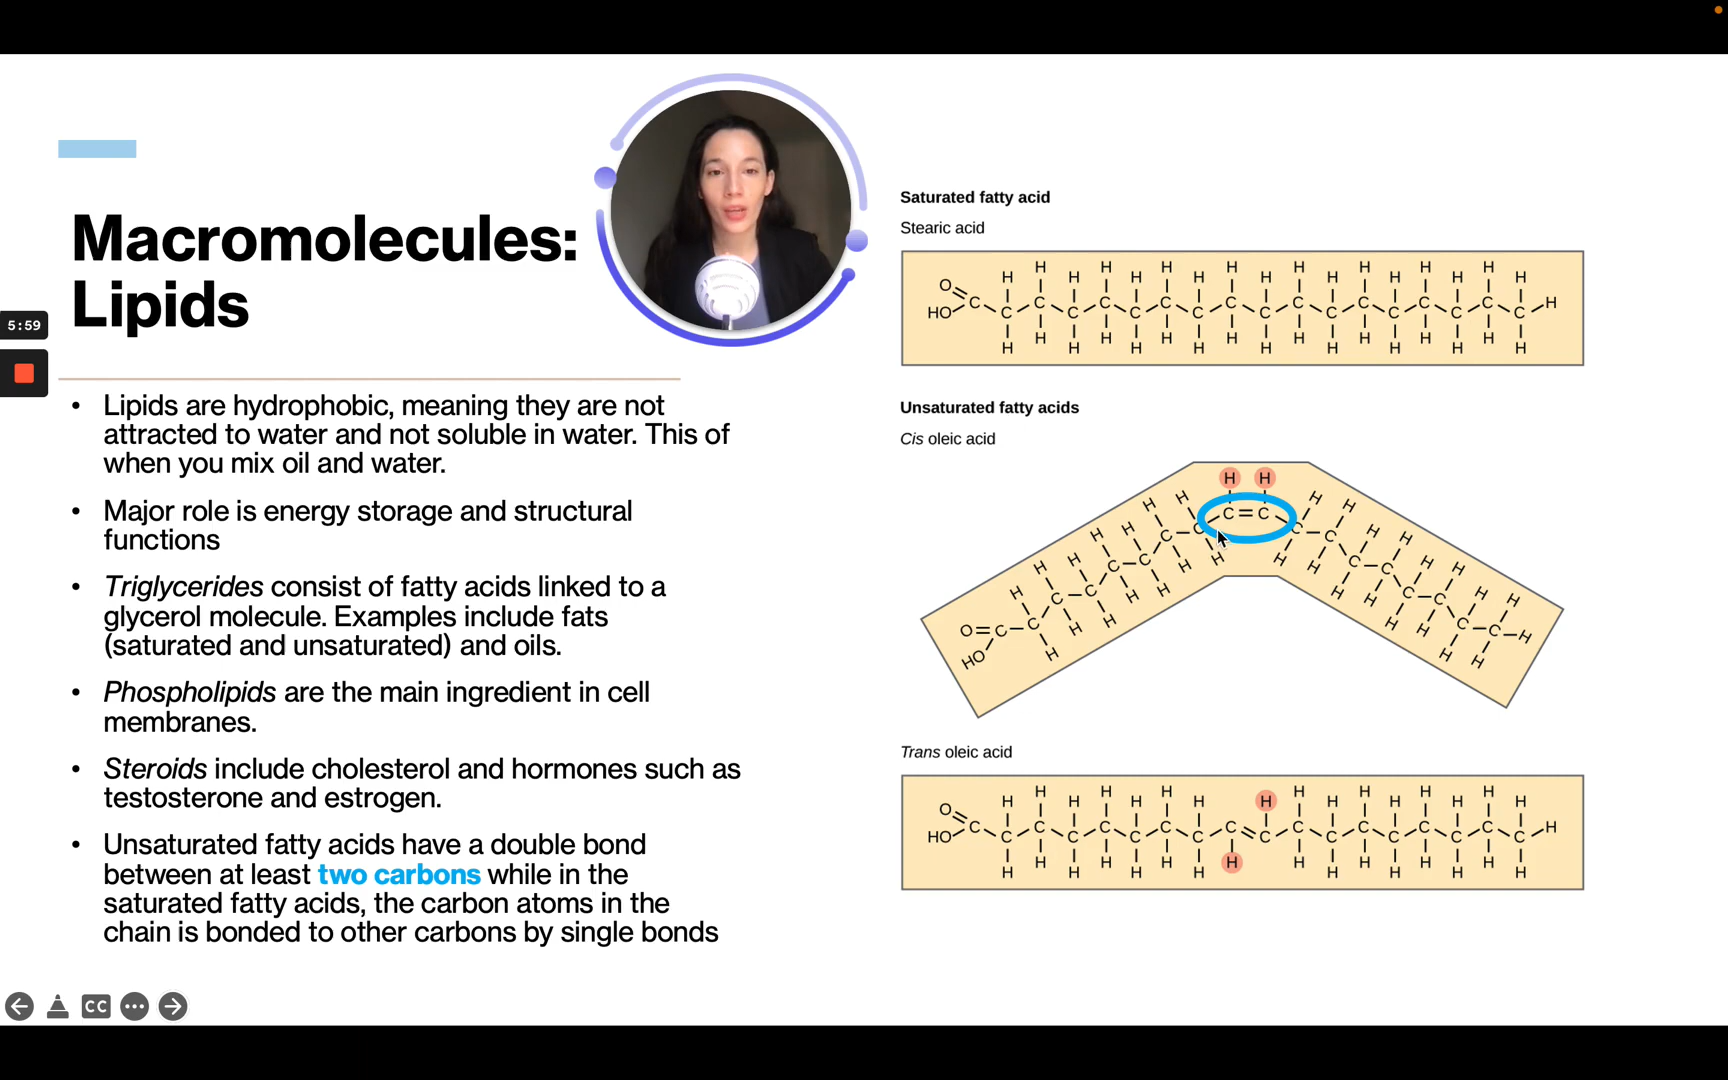 Macromolecules:
Lipids
5:59
• Lipids are hydrophobic, meaning they are not
attracted to water and not soluble in water. This of
when you mix oil and water.
• Major role is energy storage and structural
functions
• Triglycerides consist of fatty acids linked to a
glycerol molecule. Examples include fats
(saturated and unsaturated) and oils.
• Phospholipids are the main ingredient in cell
membranes.
• Steroids include cholesterol and hormones such as
testosterone and estrogen.
• Unsaturated fatty acids have a double bond
between at least two carbons while in the
saturated fatty acids, the carbon atoms in the
chain is bonded to other carbons by single bonds
CC
Saturated fatty acid
Stearic acid
H H H H H H H H H H H H H H H H H
O
C C C C C C C C C C C C C C C C C C H
HO
H H H H H H H H H H H H H H H H H
Unsaturated fatty acids
Cis oleic acid
H H
H H H H H H H C=C H H H H H H H H
O=C C C C C C C C C C C C C C C C H
HO
H H H H H H H H H H H H H H
Trans oleic acid
H H H H H H H H H H H H H H H H
O
C C C C C C C C C C C C C C C C C C H
HO
H H H H H H H H H H H H H H H H